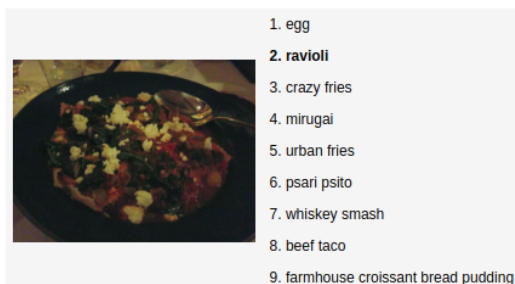 1. egg
2. ravioli
3. crazy fries
4. mirugai
5. urban fries
6. psari psito
7. whiskey smash
8. beef taco
9. farmhouse croissant bread pudding